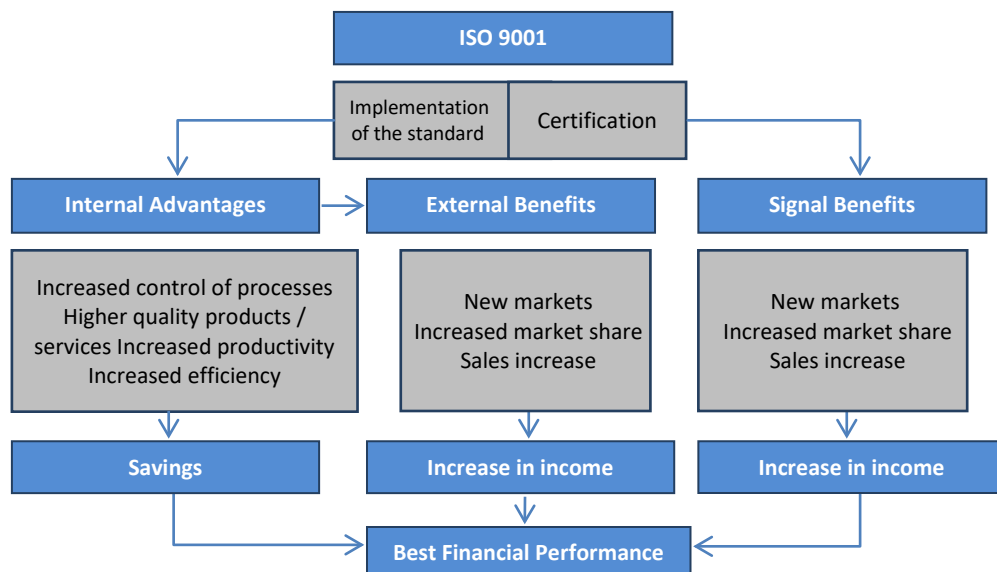 ISO 9001
Implementation
of the standard
Certification
Internal Advantages
External Benefits
Signal Benefits
Increased control of processes
Higher quality products /
services Increased productivity
Increased efficiency
New markets
Increased market share
Sales increase
New markets
Increased market share
Sales increase
Savings
Increase in income
Increase in income
Best Financial Performance